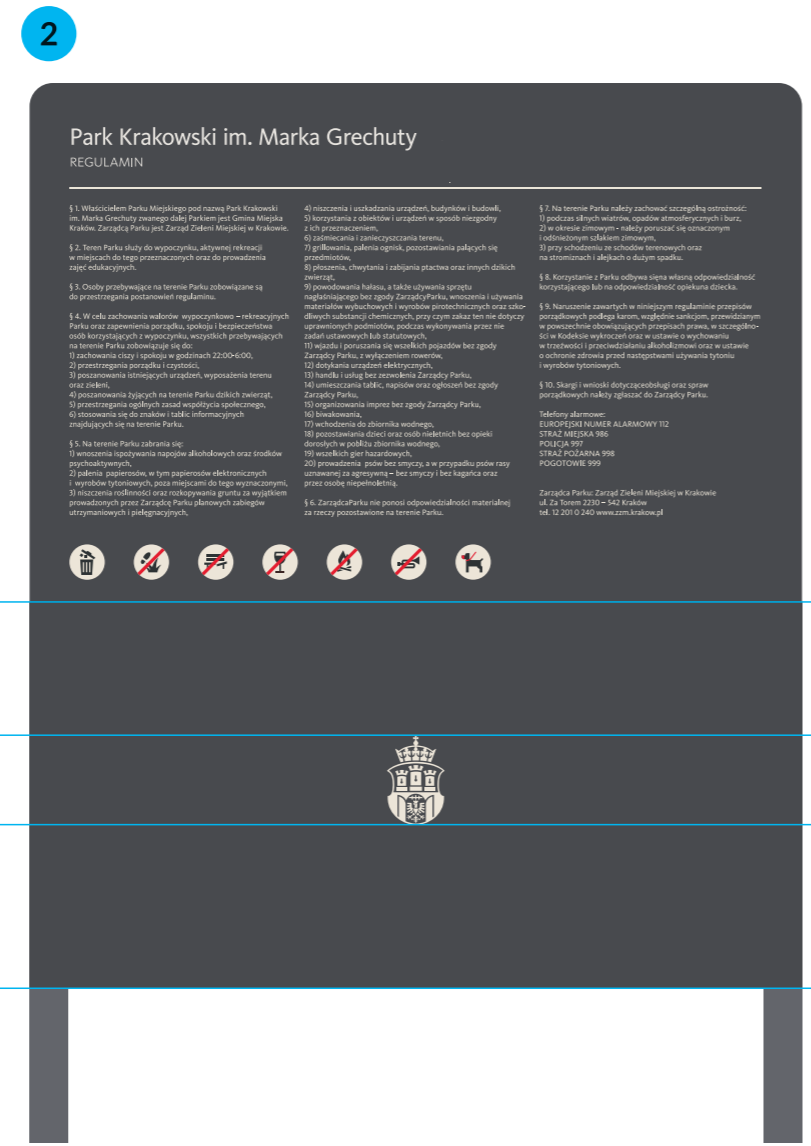 2
Park Krakowski im. Marka Grechuty
REGULAMIN
§ 1. Właścicielem Parku Miejskiego pod nazwą Park Krakowski
im. Marka Grechuty zwanego dalej Parkiem jest Gmina Miejska
Kraków. Zarządcą Parku jest Zarząd Zieleni Miejskiej w Krakowie.
§ 2. Teren Parku służy do wypoczynku, aktywnej rekreacji
w miejscach do tego przeznaczonych oraz do prowadzenia
zajęć edukacyjnych.
§ 3. Osoby przebywające na terenie Parku zobowiązane są
do przestrzegania postanowień regulaminu.
§ 4. W celu zachowania walorów wypoczynkowo – rekreacyjnych
Parku oraz zapewnienia porządku, spokoju i bezpieczeństwa
osób korzystających z wypoczynku, wszystkich przebywających
na terenie Parku zobowiązuje się do:
1) zachowania ciszy i spokoju w godzinach 22:00-6:00,
2) przestrzegania porządku i czystości,
3) poszanowania istniejących urządzeń, wyposażenia terenu
oraz zieleni,
4) poszanowania żyjących na terenie Parku dzikich zwierząt,
5) przestrzegania ogólnych zasad współżycia społecznego,
6) stosowania się do znaków i tablic informacyjnych
znajdujących się na terenie Parku.
§ 5. Na terenie Parku zabrania się:
1) wnoszenia ispożywania napojów alkoholowych oraz środków
psychoaktywnych,
2) palenia papierosów, w tym papierosów elektronicznych
i wyrobów tytoniowych, poza miejscami do tego wyznaczonymi,
3) niszczenia roślinności oraz rozkopywania gruntu za wyjątkiem
prowadzonych przez Zarządcę Parku planowych zabiegów
utrzymaniowych i pielęgnacyjnych,
4) niszczenia i uszkadzania urządzeń, budynków i budowli,
5) korzystania z obiektów i urządzeń w sposób niezgodny
z ich przeznaczeniem,
6) zaśmiecania i zanieczyszczania terenu,
7) grillowania, palenia ognisk, pozostawiania palących się
przedmiotów,
8) płoszenia, chwytania i zabijania ptactwa oraz innych dzikich
zwierząt,
9) powodowania hałasu, a także używania sprzętu
nagłaśniającego bez zgody ZarządcyParku, wnoszenia i używania
materiałów wybuchowych i wyrobów pirotechnicznych oraz szko-
dliwych substancji chemicznych, przy czym zakaz ten nie dotyczy
uprawnionych podmiotów, podczas wykonywania przez nie
zadań ustawowych lub statutowych,
11) wjazdu i poruszania się wszelkich pojazdów bez zgody
Zarządcy Parku, z wyłączeniem rowerów,
12) dotykania urządzeń elektrycznych,
13) handlu i usług bez zezwolenia Zarządcy Parku,
14) umieszczania tablic, napisów oraz ogłoszeń bez zgody
Zarządcy Parku,
15) organizowania imprez bez zgody Zarządcy Parku,
16) biwakowania,
17) wchodzenia do zbiornika wodnego,
18) pozostawiania dzieci oraz osób nieletnich bez opieki
dorosłych w pobliżu zbiornika wodnego,
19) wszelkich gier hazardowych,
20) prowadzenia psów bez smyczy, a w przypadku psów rasy
uznawanej za agresywną – bez smyczy i bez kagańca oraz
przez osobę niepełnoletnią.
§ 6. ZarządcaParku nie ponosi odpowiedzialności materialnej
za rzeczy pozostawione na terenie Parku.
§ 7. Na terenie Parku należy zachować szczególną ostrożność:
1) podczas silnych wiatrów, opadów atmosferycznych i burz,
2) w okresie zimowym - należy poruszać się oznaczonym
i odśnieżonym szlakiem zimowym,
3) przy schodzeniu ze schodów terenowych oraz
na stromiznach i alejkach o dużym spadku.
§ 8. Korzystanie z Parku odbywa sięna własną odpowiedzialność
korzystającego lub na odpowiedzialność opiekuna dziecka.
§ 9. Naruszenie zawartych w niniejszym regulaminie przepisów
porządkowych podlega karom, względnie sankcjom, przewidzianym
w powszechnie obowiązujących przepisach prawa, w szczególno-
ści w Kodeksie wykroczeń oraz w ustawie o wychowaniu
w trzeźwości i przeciwdziałaniu alkoholizmowi oraz w ustawie
o ochronie zdrowia przed następstwami używania tytoniu
i wyrobów tytoniowych.
§ 10. Skargi i wnioski dotycząceobsługi oraz spraw
porządkowych należy zgłaszać do Zarządcy Parku.
Telefony alarmowe:
EUROPEJSKI NUMER ALARMOWY 112
STRAŻ MIEJSKA 986
POLICJA 997
STRAŻ POŻARNA 998
POGOTOWIE 999
Zarządca Parku: Zarząd Zieleni Miejskiej w Krakowie
ul. Za Torem 2230 – 542 Kraków
tel. 12 201 0 240 www.zzm.krakow.pl